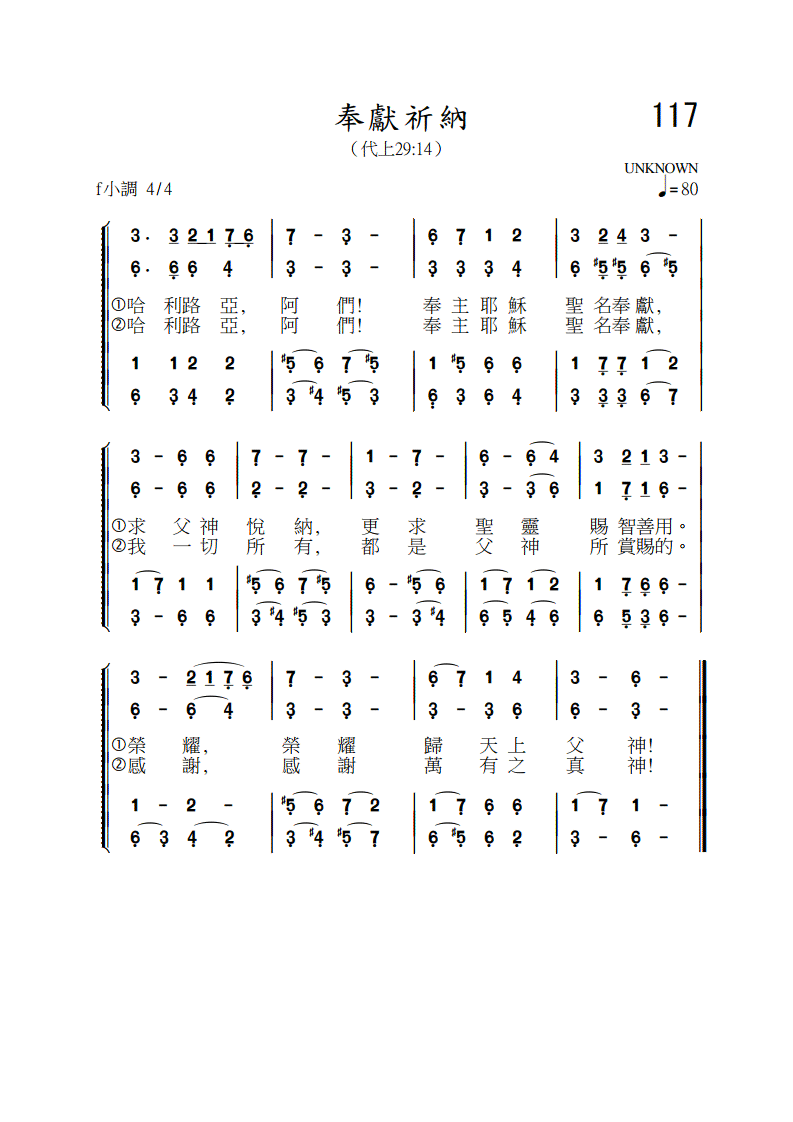 奉獻祈納 117
（代上29:14）
UNKNOWN
f小調 4/4 ♩=80
3· 3 2 1 7̣ 6̣ | 7̣ - 3̣ - | 6̣ 7̣ 1 2 | 3 2 4 3 - |
6̣· 6̣ 6̣ 4̣ | 3̣ - 3̣ - | 3̣ 3̣ 3̣ 4̣ | 6̣ #5̣ #5̣ 6̣ #5̣ |
①哈 利路 亞, 阿 們! 奉 主 耶 穌 聖 名奉獻,
②哈 利路 亞, 阿 們! 奉 主 耶 穌 聖 名奉獻,
1 1 2 2 | #5̣ 6̣ 7̣ #5̣ | 1 #5̣ 6̣ 6̣ | 1 7̣ 7̣ 1 2 |
6̣ 3̣ 4̣ 2̣ | 3̣ #4̣ #5̣ 3̣ | 6̣ 3̣ 6̣ 4̣ | 3̣ 3̣ 3̣ 6̣ 7̣ |
3 - 6̣ 6̣ | 7̣ - 7̣ - | 1 - 7̣ - | 6̣ - 6̣ 4 | 3 2 1 3 - |
6̣ - 6̣ 6̣ | 2̣ - 2̣ - | 3̣ - 3̣ - | 3̣ - 3̣ 6̣ | 1 7̣ 1 6̣ - |
①求 父 神 悅 納, 更 求 聖 靈 賜 智善用。
②我 一 切 所 有, 都 是 父 神 所 賞賜的。
1 7̣ 1 1 | #5̣ 6̣ 7̣ #5̣ | 6̣ - #5̣ 6̣ | 1 7̣ 1 2 | 1 7̣ 6̣ 6̣ - |
3̣ - 6̣ 6̣ | 3̣ #4̣ #5̣ 3̣ | 3̣ - 3̣ #4̣ | 6̣ 5̣ 4̣ 6̣ | 6̣ 5̣ 3̣ 6̣ - |
3 - 2 1 7̣ 6̣ | 7̣ - 3̣ - | 6̣ 7̣ 1 4 | 3 - 6̣ - |
6̣ - 6̣ 4̣ | 3̣ - 3̣ - | 3̣ - 3̣ 6̣ | 6̣ - 3̣ - |
①榮 耀, 榮 耀 歸 天 上 父 神!
②感 謝, 感 謝 萬 有 之 真 神!
1 - 2 - | #5̣ 6̣ 7̣ 2 | 1 7̣ 6̣ 6̣ | 1 7̣ 1 - |
6̣ 3̣ 4̣ 2̣ | 3̣ #4̣ #5̣ 7̣ | 6̣ #5̣ 6̣ 2̣ | 3̣ - 6̣ - |